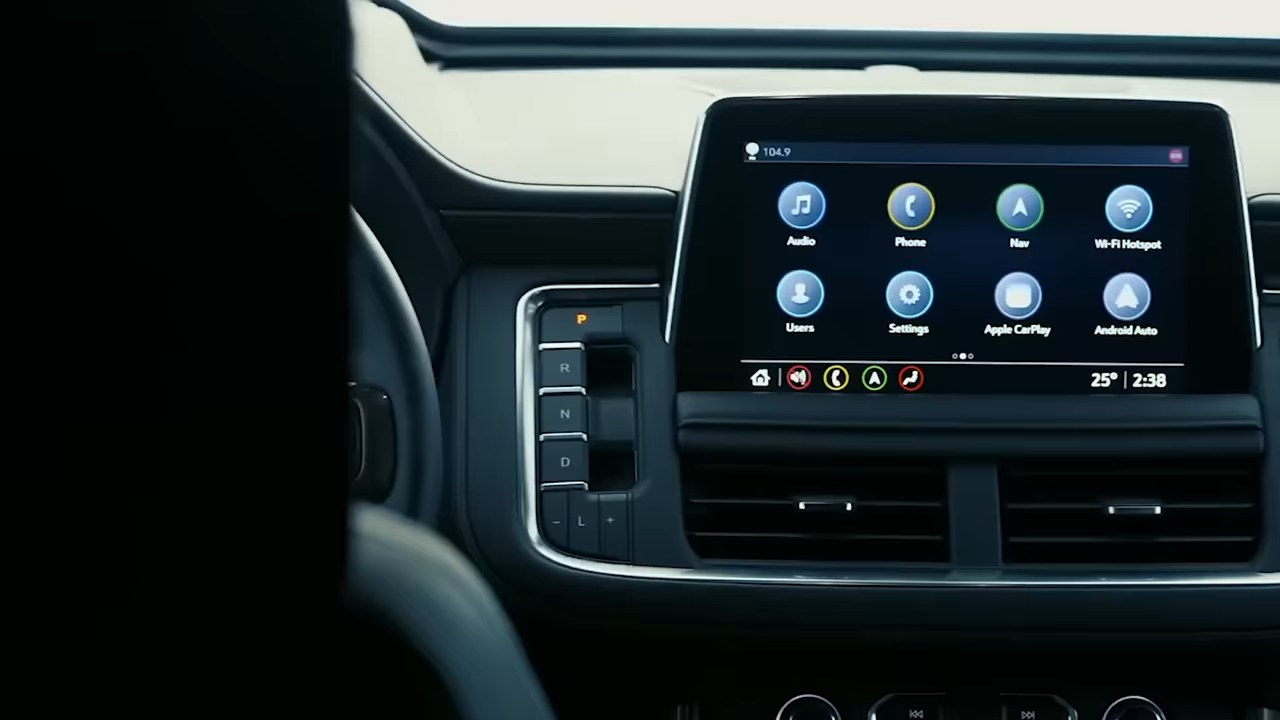 104.9
Audio Phone Nav Wi-Fi Hotspot
Users Settings Apple CarPlay Android Auto
25° 2:38
P
R
N
D
− L +